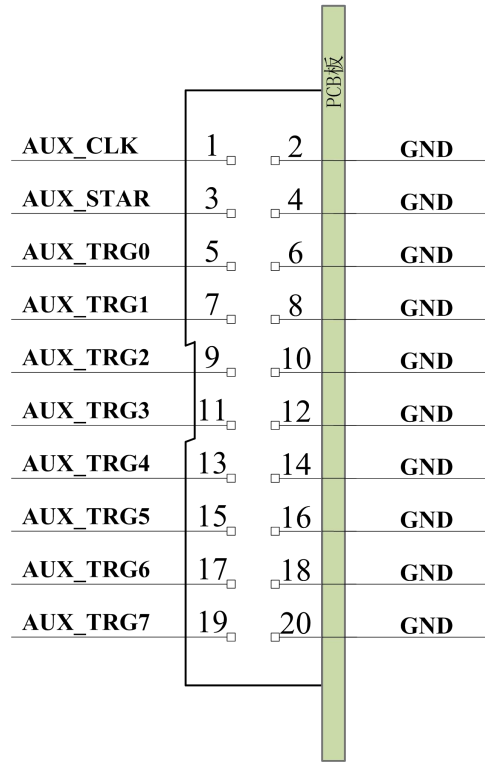 PCB板
AUX_CLK 1 2 GND
AUX_STAR 3 4 GND
AUX_TRG0 5 6 GND
AUX_TRG1 7 8 GND
AUX_TRG2 9 10 GND
AUX_TRG3 11 12 GND
AUX_TRG4 13 14 GND
AUX_TRG5 15 16 GND
AUX_TRG6 17 18 GND
AUX_TRG7 19 20 GND